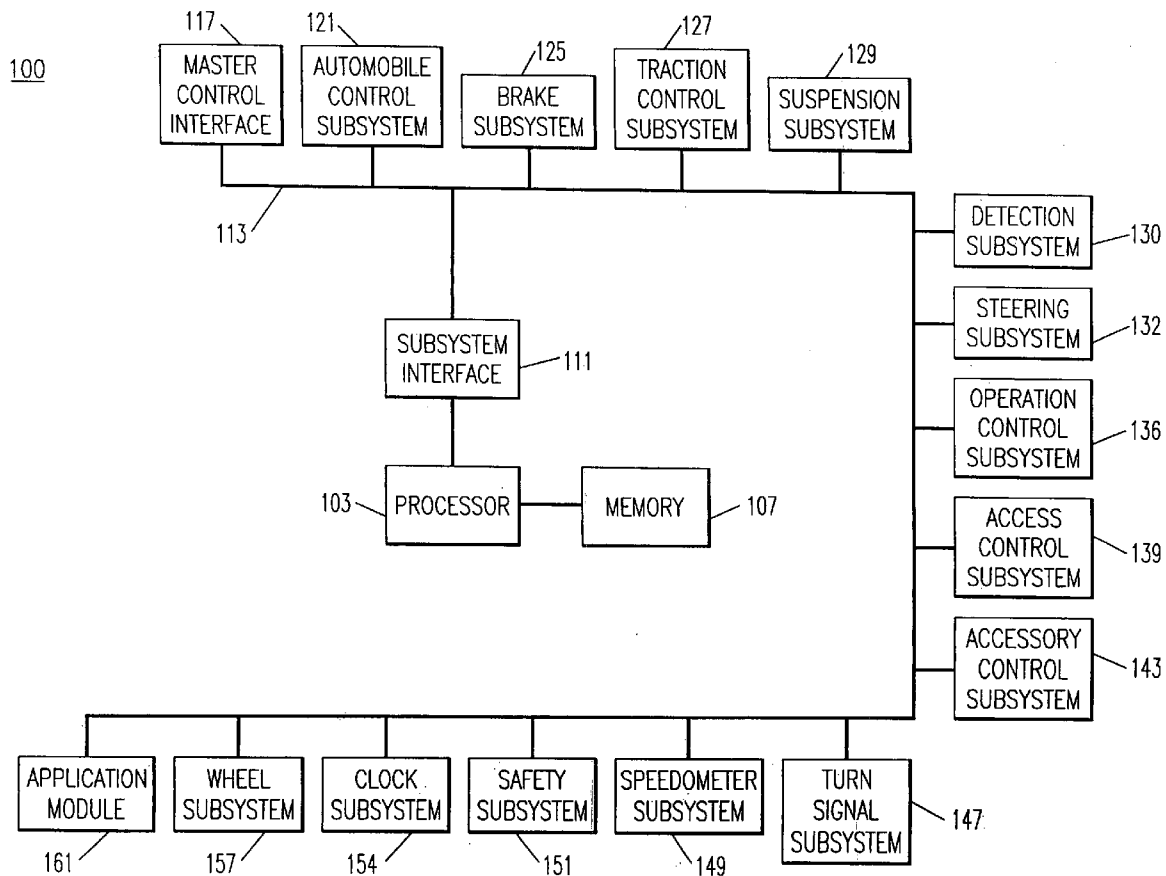 100
117
MASTER
CONTROL
INTERFACE
121
AUTOMOBILE
CONTROL
SUBSYSTEM
125
BRAKE
SUBSYSTEM
127
TRACTION
CONTROL
SUBSYSTEM
129
SUSPENSION
SUBSYSTEM
113
DETECTION
SUBSYSTEM
130
STEERING
SUBSYSTEM
132
SUBSYSTEM
INTERFACE
111
OPERATION
CONTROL
SUBSYSTEM
136
103
PROCESSOR
MEMORY
107
ACCESS
CONTROL
SUBSYSTEM
139
ACCESSORY
CONTROL
SUBSYSTEM
143
APPLICATION
MODULE
161
WHEEL
SUBSYSTEM
157
CLOCK
SUBSYSTEM
154
SAFETY
SUBSYSTEM
151
SPEEDOMETER
SUBSYSTEM
149
TURN
SIGNAL
SUBSYSTEM
147